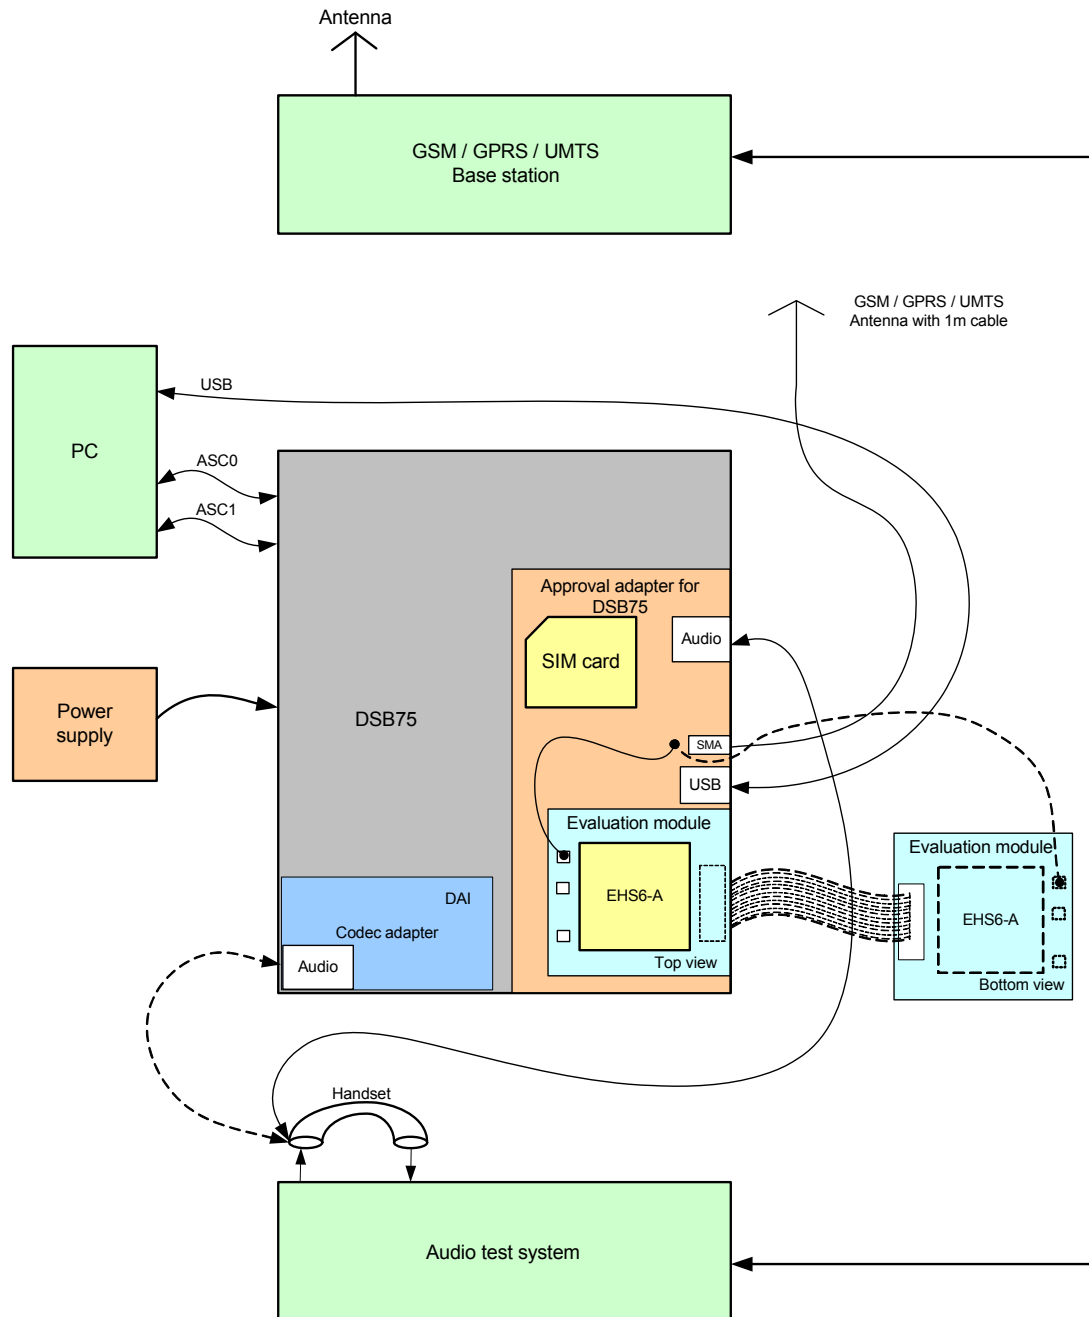 Antenna
GSM / GPRS / UMTS
Base station
GSM / GPRS / UMTS
Antenna with 1m cable
USB
PC
ASC0
ASC1
Approval adapter for
DSB75
Audio
SIM card
Power
supply
DSB75
SMA
USB
Evaluation module
EHS6-A
Top view
Evaluation module
EHS6-A
Bottom view
DAI
Codec adapter
Audio
Handset
Audio test system